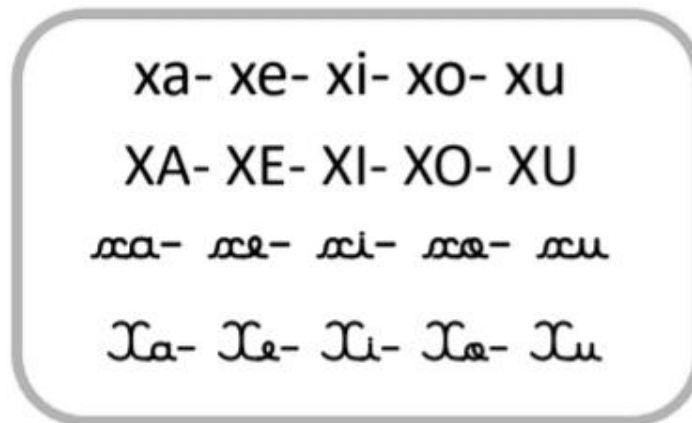 xa- xe- xi- xo- xu
XA- XE- XI- XO- XU
xa- xe- xi- xo- xu
Xa- Xe- Xi- Xo- Xu